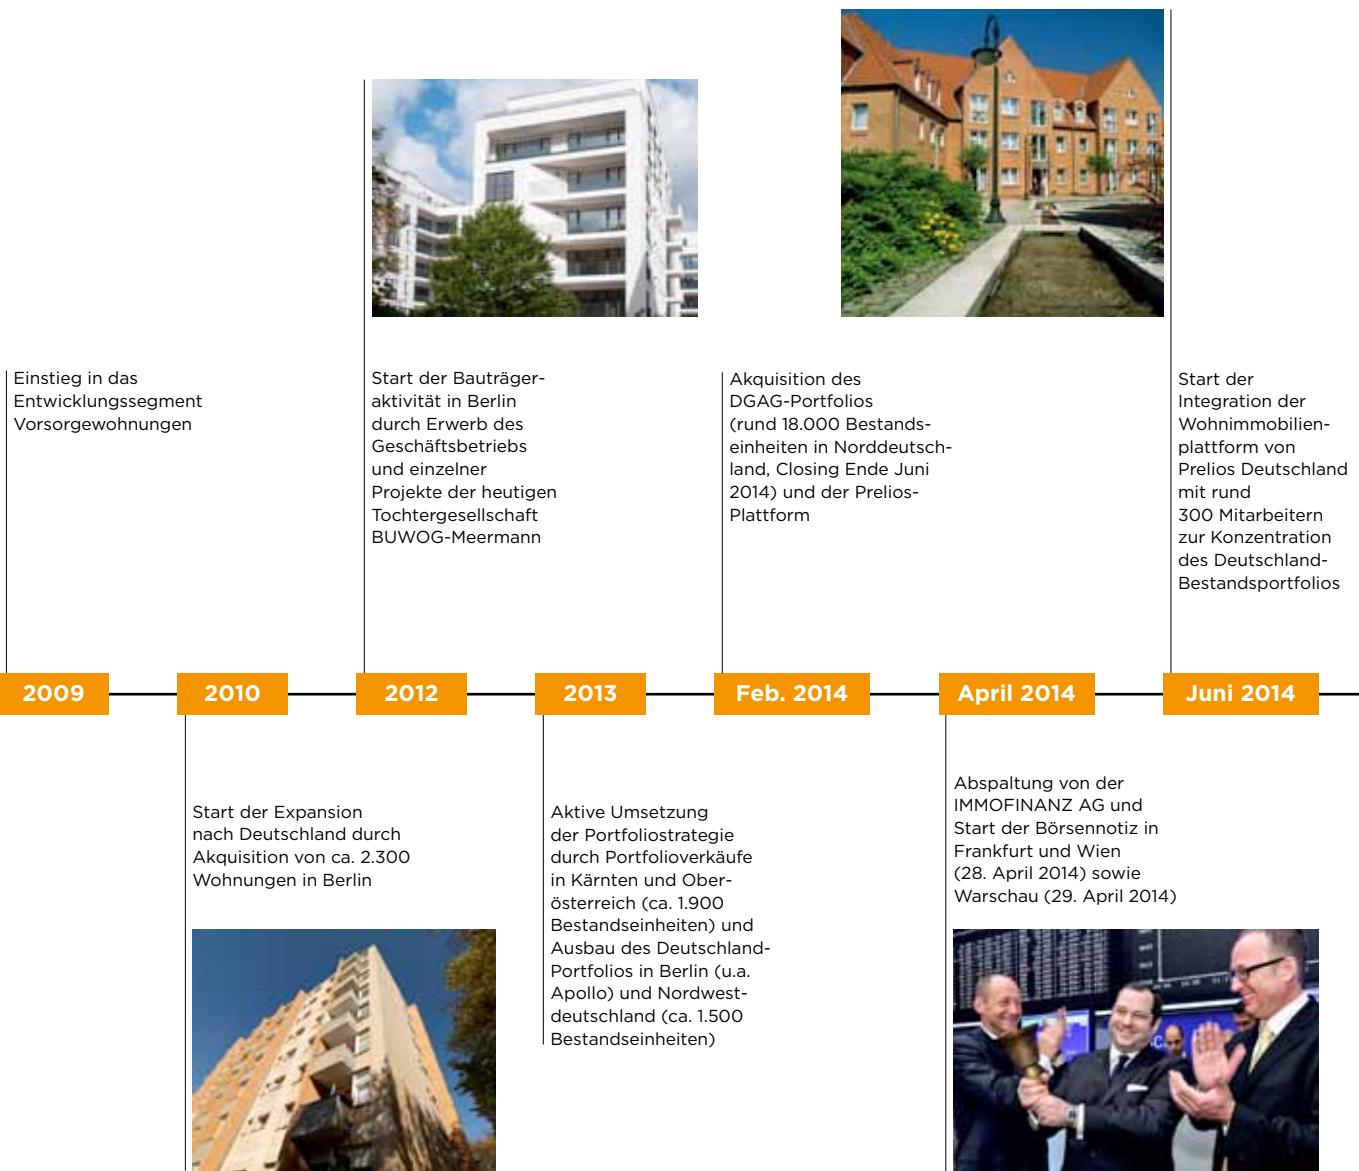 Einstieg in das
Entwicklungssegment
Vorsorgewohnungen
Start der Bauträger-
aktivität in Berlin
durch Erwerb des
Geschäftsbetriebs
und einzelner
Projekte der heutigen
Tochtergesellschaft
BUWOG-Meermann
Akquisition des
DGAG-Portfolios
(rund 18.000 Bestands-
einheiten in Norddeutsch-
land, Closing Ende Juni
2014) und der Prelios-
Plattform
Start der
Integration der
Wohnimmobilien-
plattform von
Prelios Deutschland
mit rund
300 Mitarbeitern
zur Konzentration
des Deutschland-
Bestandsportfolios
2009 2010 2012 2013 Feb. 2014 April 2014 Juni 2014
Start der Expansion
nach Deutschland durch
Akquisition von ca. 2.300
Wohnungen in Berlin
Aktive Umsetzung
der Portfoliostrategie
durch Portfolioverkäufe
in Kärnten und Ober-
österreich (ca. 1.900
Bestandseinheiten) und
Ausbau des Deutschland-
Portfolios in Berlin (u.a.
Apollo) und Nordwest-
deutschland (ca. 1.500
Bestandseinheiten)
Abspaltung von der
IMMOFINANZ AG und
Start der Börsennotiz in
Frankfurt und Wien
(28. April 2014) sowie
Warschau (29. April 2014)